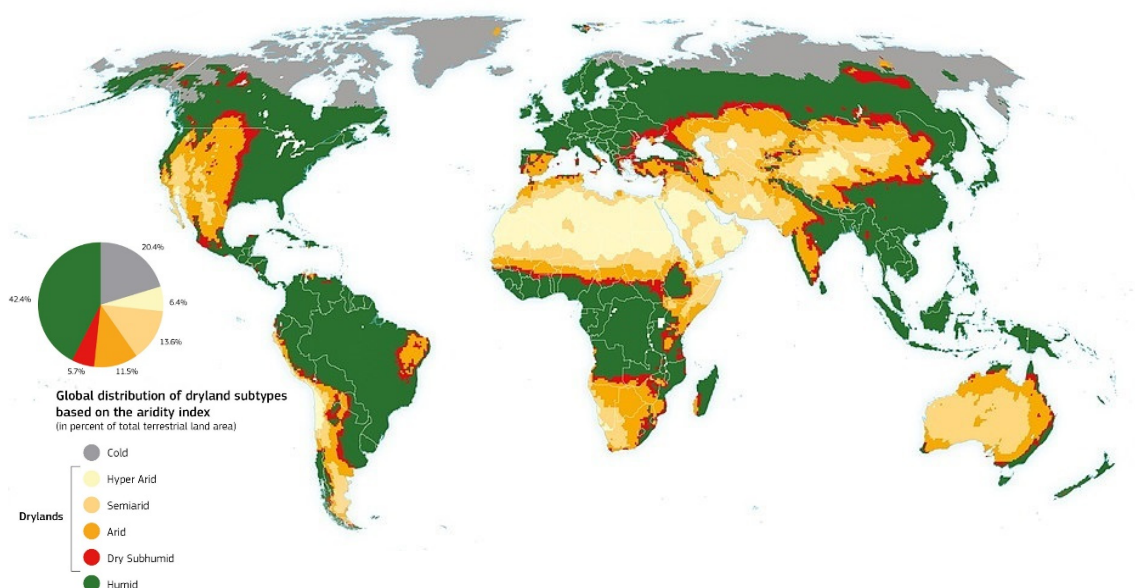 20.4%
42.4%
6.4%
13.6%
5.7%
11.5%
Global distribution of dryland subtypes
based on the aridity index
(in percent of total terrestrial land area)
Cold
Hyper Arid
Semiarid
Drylands
Arid
Dry Subhumid
Humid